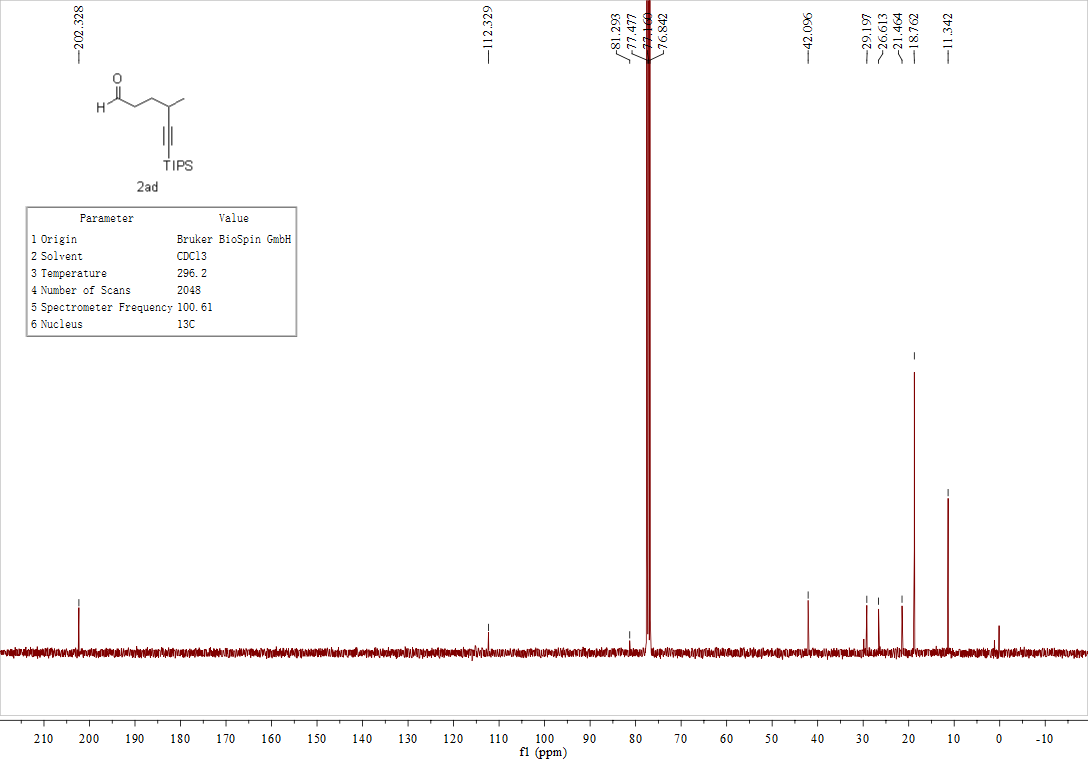 202.328
112.329
81.293
77.477
77.160
76.842
42.096
29.197
26.613
21.464
18.762
11.342
O
H
TIPS
2ad
Parameter Value
1 Origin Bruker BioSpin GmbH
2 Solvent CDCl3
3 Temperature 296.2
4 Number of Scans 2048
5 Spectrometer Frequency 100.61
6 Nucleus 13C
210 200 190 180 170 160 150 140 130 120 110 100 90 80 70 60 50 40 30 20 10 0 -10
f1 (ppm)